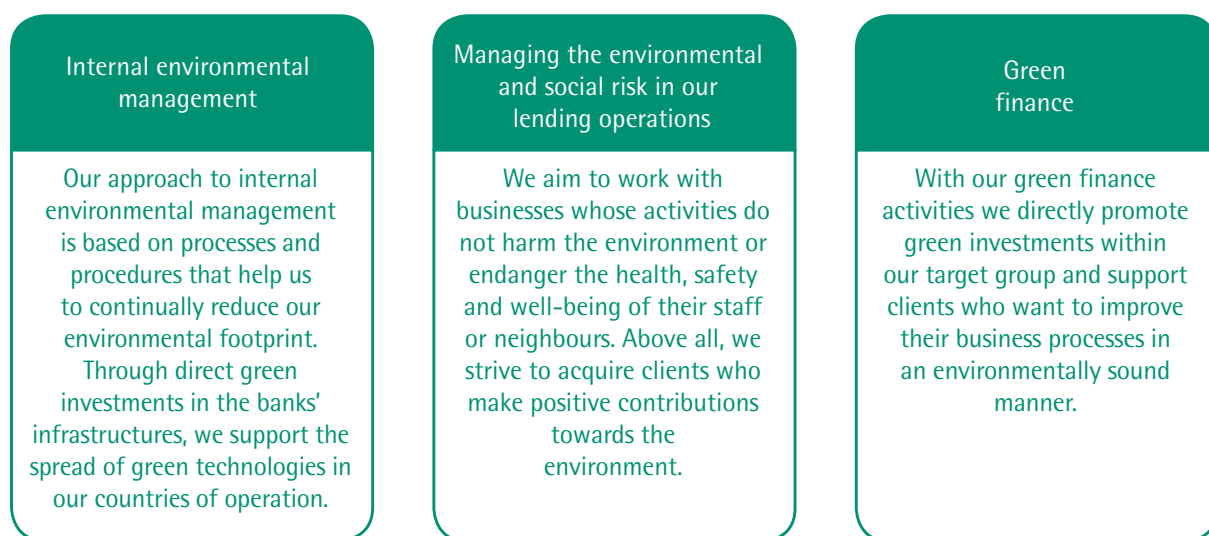 Internal environmental
management
Our approach to internal
environmental management
is based on processes and
procedures that help us
to continually reduce our
environmental footprint.
Through direct green
investments in the banks’
infrastructures, we support the
spread of green technologies in
our countries of operation.
Managing the environmental
and social risk in our
lending operations
We aim to work with
businesses whose activities do
not harm the environment or
endanger the health, safety
and well-being of their staff
or neighbours. Above all, we
strive to acquire clients who
make positive contributions
towards the
environment.
Green
finance
With our green finance
activities we directly promote
green investments within
our target group and support
clients who want to improve
their business processes in
an environmentally sound
manner.